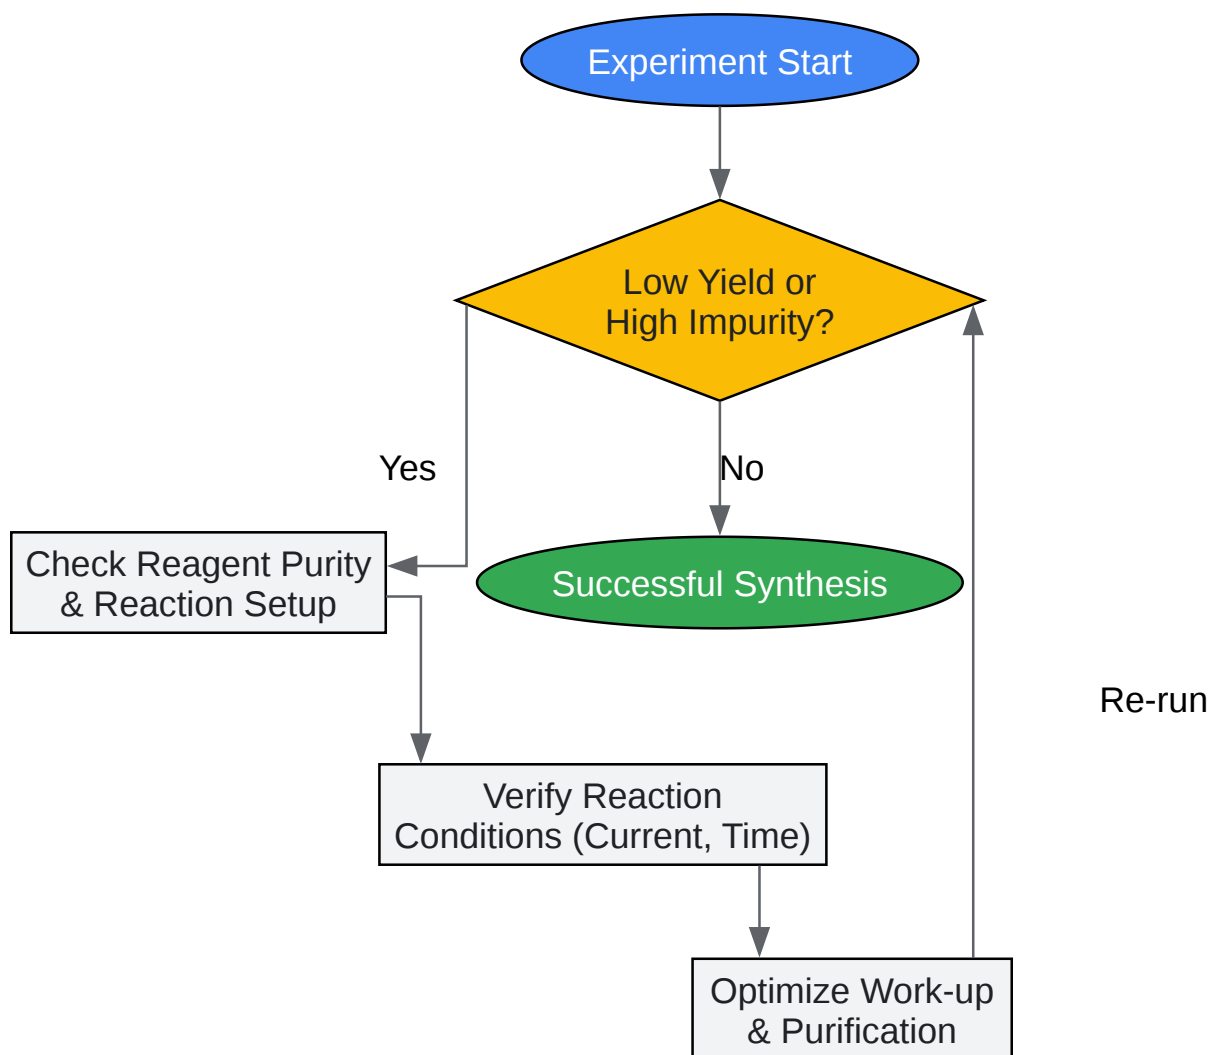 Experiment Start
Low Yield or
High Impurity?
Yes
No
Check Reagent Purity
& Reaction Setup
Successful Synthesis
Re-run
Verify Reaction
Conditions (Current, Time)
Optimize Work-up
& Purification